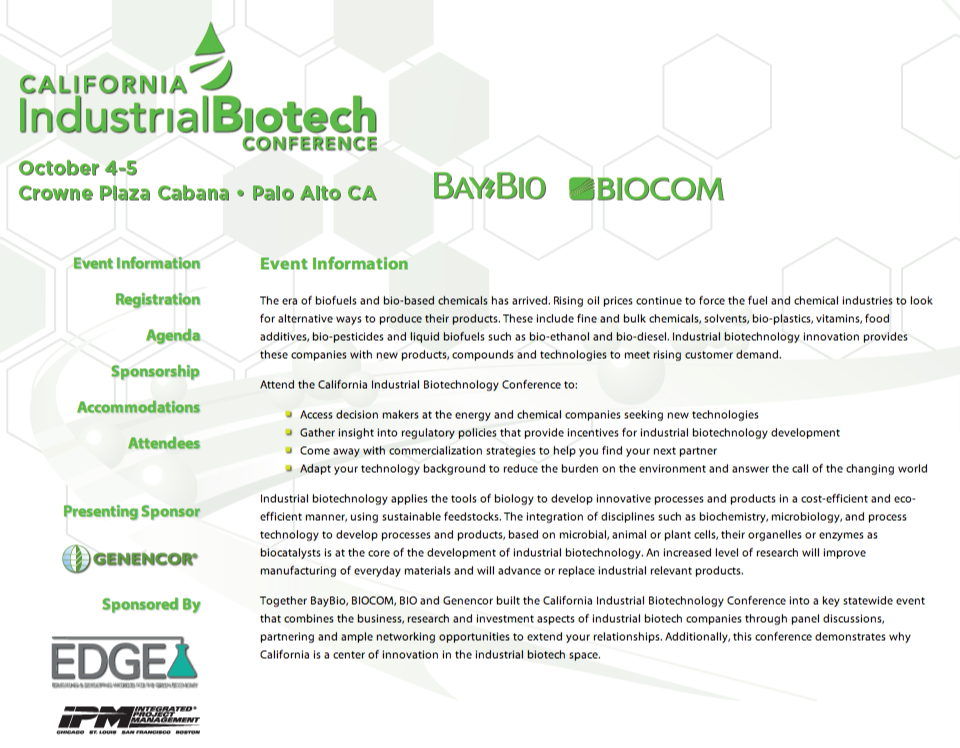 CALIFORNIA
IndustrialBiotech
CONFERENCE
October 4-5
Crowne Plaza Cabana • Palo Alto CA
BAYBIO BIOCOM
Event Information
Registration
Agenda
Sponsorship
Accommodations
Attendees
Presenting Sponsor
GENENCOR®
Sponsored By
EDGE
IPM INTEGRATED®
PROJECT
MANAGEMENT
CHICAGO ST. LOUIS SAN FRANCISCO BOSTON
Event Information
The era of biofuels and bio-based chemicals has arrived. Rising oil prices continue to force the fuel and chemical industries to look
for alternative ways to produce their products. These include fine and bulk chemicals, solvents, bio-plastics, vitamins, food
additives, bio-pesticides and liquid biofuels such as bio-ethanol and bio-diesel. Industrial biotechnology innovation provides
these companies with new products, compounds and technologies to meet rising customer demand.
Attend the California Industrial Biotechnology Conference to:
Access decision makers at the energy and chemical companies seeking new technologies
Gather insight into regulatory policies that provide incentives for industrial biotechnology development
Come away with commercialization strategies to help you find your next partner
Adapt your technology background to reduce the burden on the environment and answer the call of the changing world
Industrial biotechnology applies the tools of biology to develop innovative processes and products in a cost-efficient and eco-
efficient manner, using sustainable feedstocks. The integration of disciplines such as biochemistry, microbiology, and process
technology to develop processes and products, based on microbial, animal or plant cells, their organelles or enzymes as
biocatalysts is at the core of the development of industrial biotechnology. An increased level of research will improve
manufacturing of everyday materials and will advance or replace industrial relevant products.
Together BayBio, BIOCOM, BIO and Genencor built the California Industrial Biotechnology Conference into a key statewide event
that combines the business, research and investment aspects of industrial biotech companies through panel discussions,
partnering and ample networking opportunities to extend your relationships. Additionally, this conference demonstrates why
California is a center of innovation in the industrial biotech space.